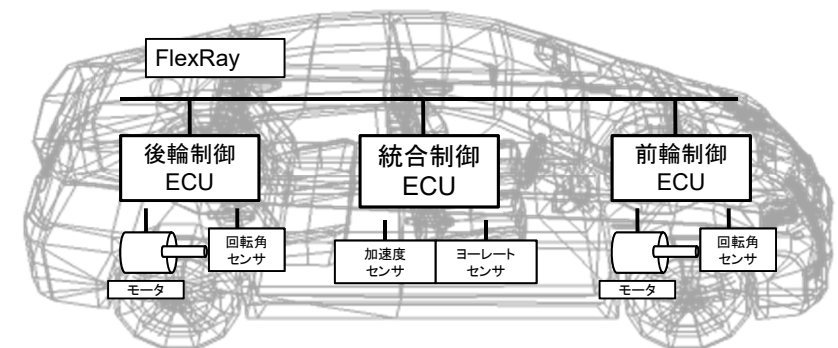 FlexRay
後輪制御
ECU
統合制御
ECU
前輪制御
ECU
回転角
センサ
モータ
加速度
センサ
ヨーレート
センサ
回転角
センサ
モータ